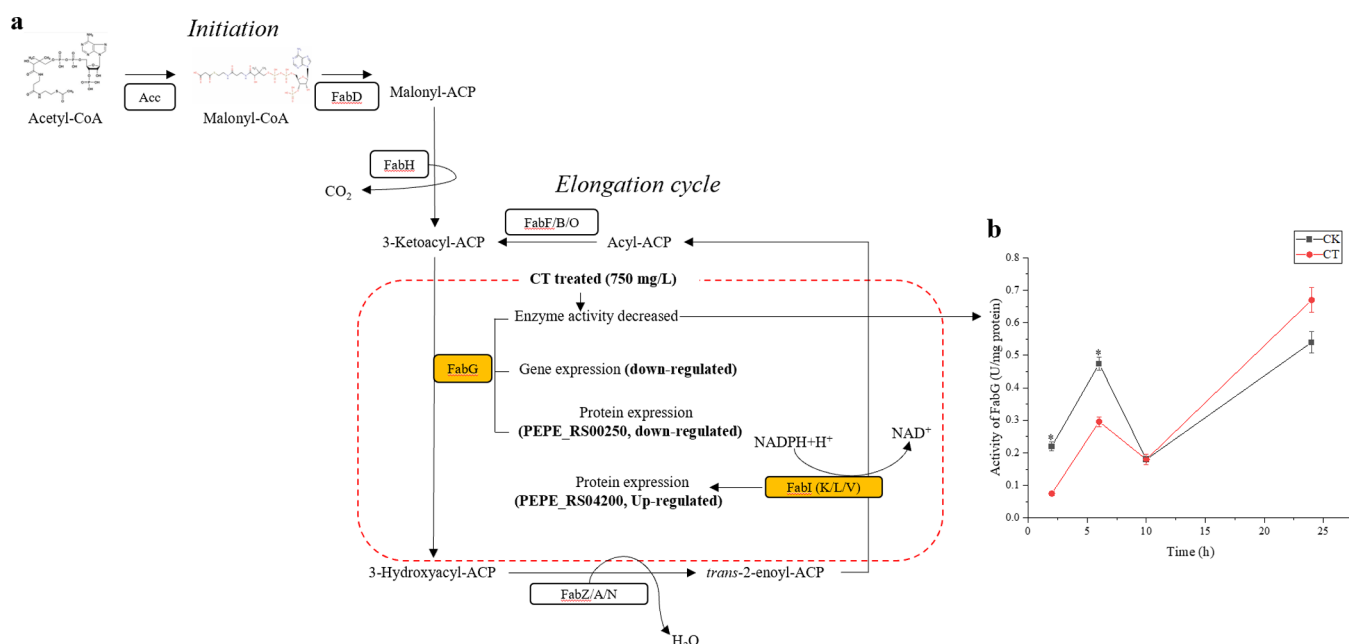 a
Initiation
Acc
FabD
Malonyl-ACP
Acetyl-CoA
Malonyl-CoA
FabH
CO2
Elongation cycle
FabF/B/O
3-Ketoacyl-ACP
Acyl-ACP
CT treated (750 mg/L)
Enzyme activity decreased
FabG
Gene expression (down-regulated)
Protein expression
(PEPE_RS00250, down-regulated)
NADPH+H+
NAD+
Protein expression
(PEPE_RS04200, Up-regulated)
FabI (K/L/V)
3-Hydroxyacyl-ACP
trans-2-enoyl-ACP
FabZ/A/N
H2O
b
CK
CT
Activity of FabG (U/mg protein)
0.8
0.7
0.6
0.5
0.4
0.3
0.2
0.1
0.0
*
*
0
5
10
15
20
25
Time (h)